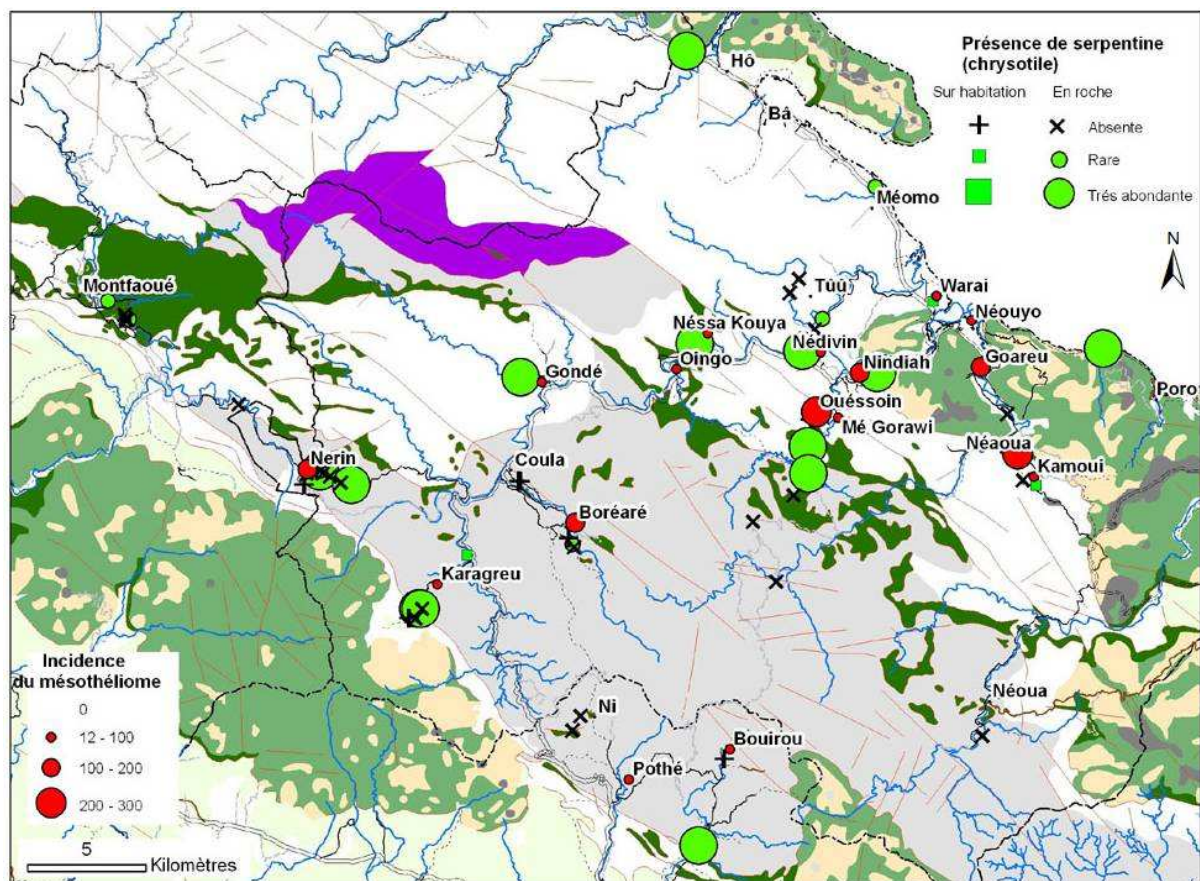 Présence de serpentine
(chrysotile)
Sur habitation En roche
Absente
Rare
Trés abondante
N
Hô
Bâ
Méomo
Montfaoué
Tùù
Warai
Néouyo
Néssa Kouya
Nédivin
Oingo
Nindiah
Goareu
Gondé
Poro
Ouéssoin
Mé Gorawi
Néaoua
Nerin
Coula
Kamoui
Boréaré
Karagreu
Néoua
Ni
Bouirou
Pothé
Incidence
du mésothéliome
0
12 - 100
100 - 200
200 - 300
5
Kilomètres